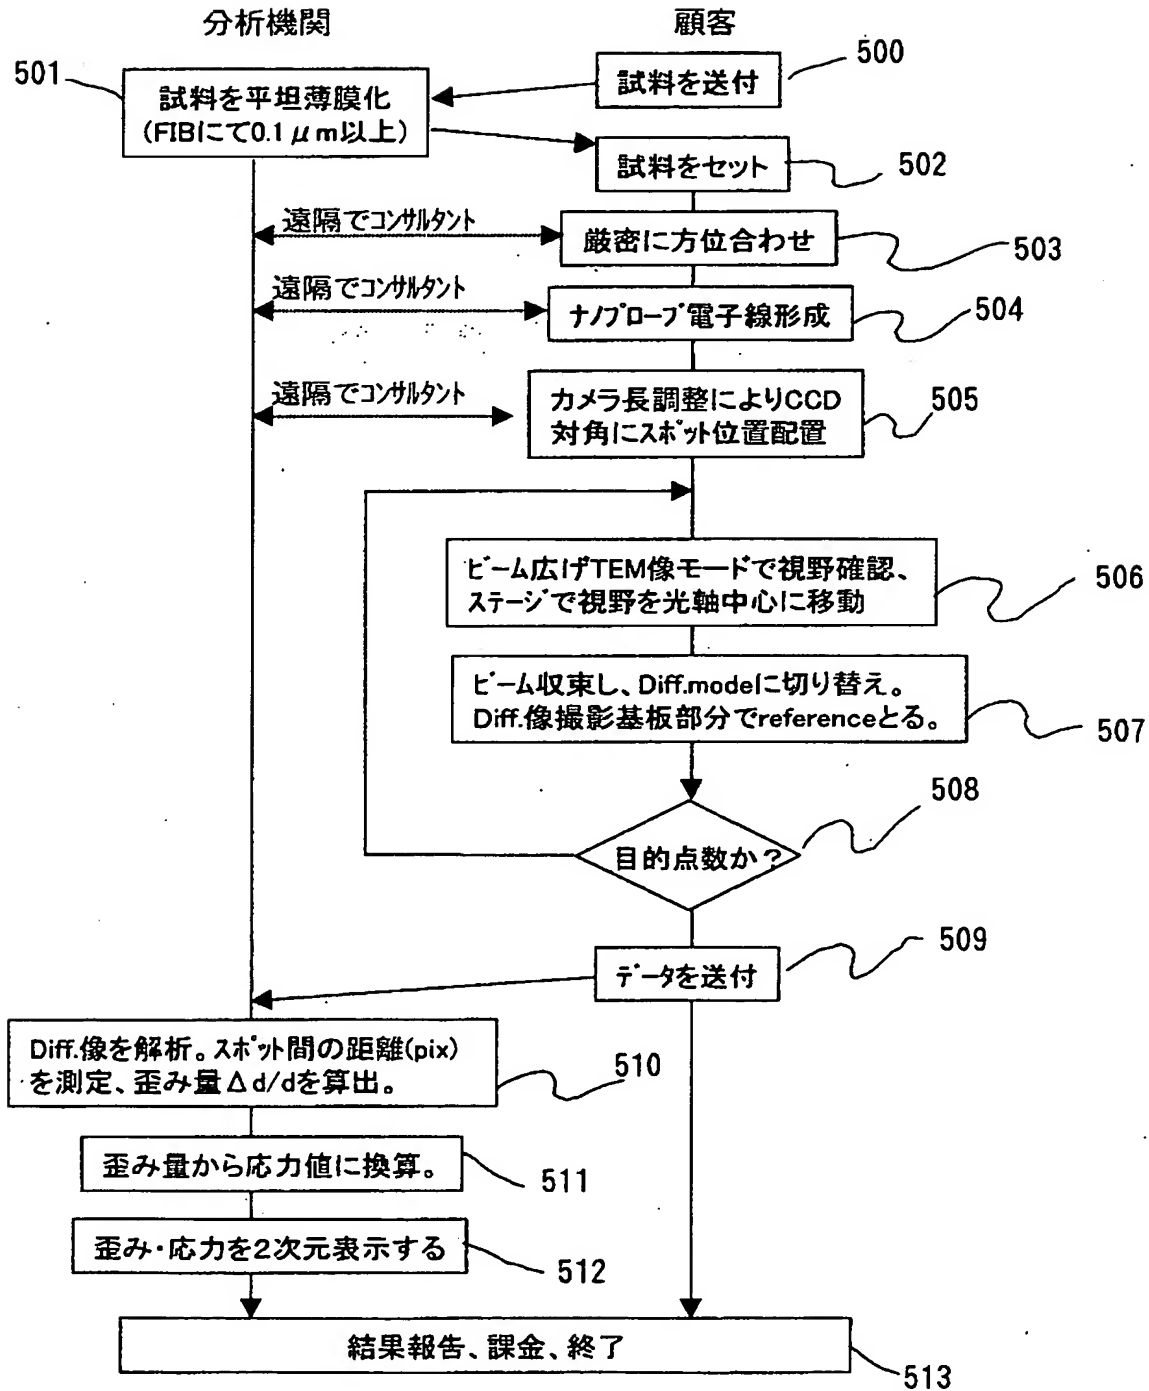 分析機関
顧客
500
501
試料を送付
試料を平坦薄膜化
(FIBにて0.1μm以上)
試料をセット
502
遠隔でコンサルタント
厳密に方位合わせ
503
遠隔でコンサルタント
ナノプローブ電子線形成
504
遠隔でコンサルタント
カメラ長調整によりCCD
対角にスポット位置配置
505
ビーム広げTEM像モードで視野確認、
ステージで視野を光軸中心に移動
506
ビーム収束し、Diff.modeに切り替え。
Diff.像撮影基板部分でreferenceとる。
507
508
目的点数か?
509
データを送付
Diff.像を解析。スポット間の距離(pix)
を測定、歪み量Δd/dを算出。
510
歪み量から応力値に換算。
511
歪み・応力を2次元表示する
512
結果報告、課金、終了
513